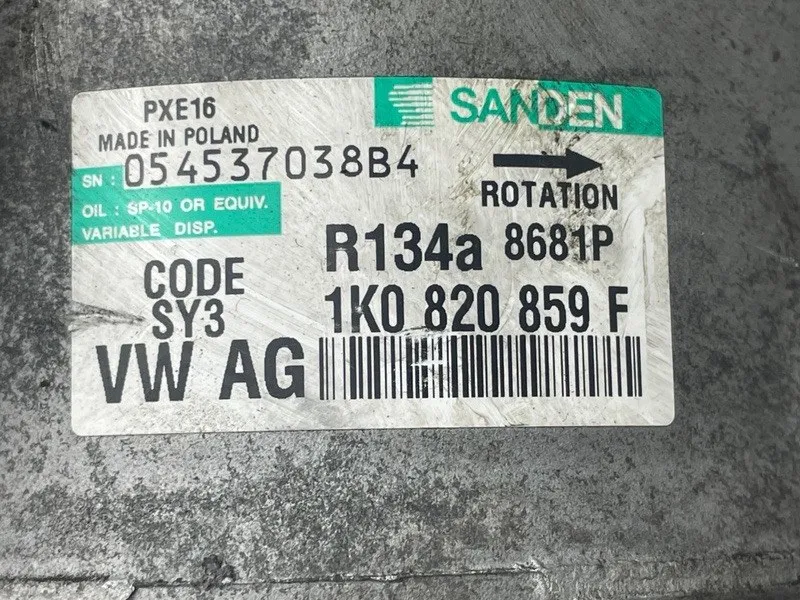 PXE16
MADE IN POLAND
SANDEN
SN : 054537038B4
ROTATION
OIL : SP-10 OR EQUIV.
VARIABLE DISP.
R134a 8681P
CODE
SY3
1K0 820 859 F
VW AG